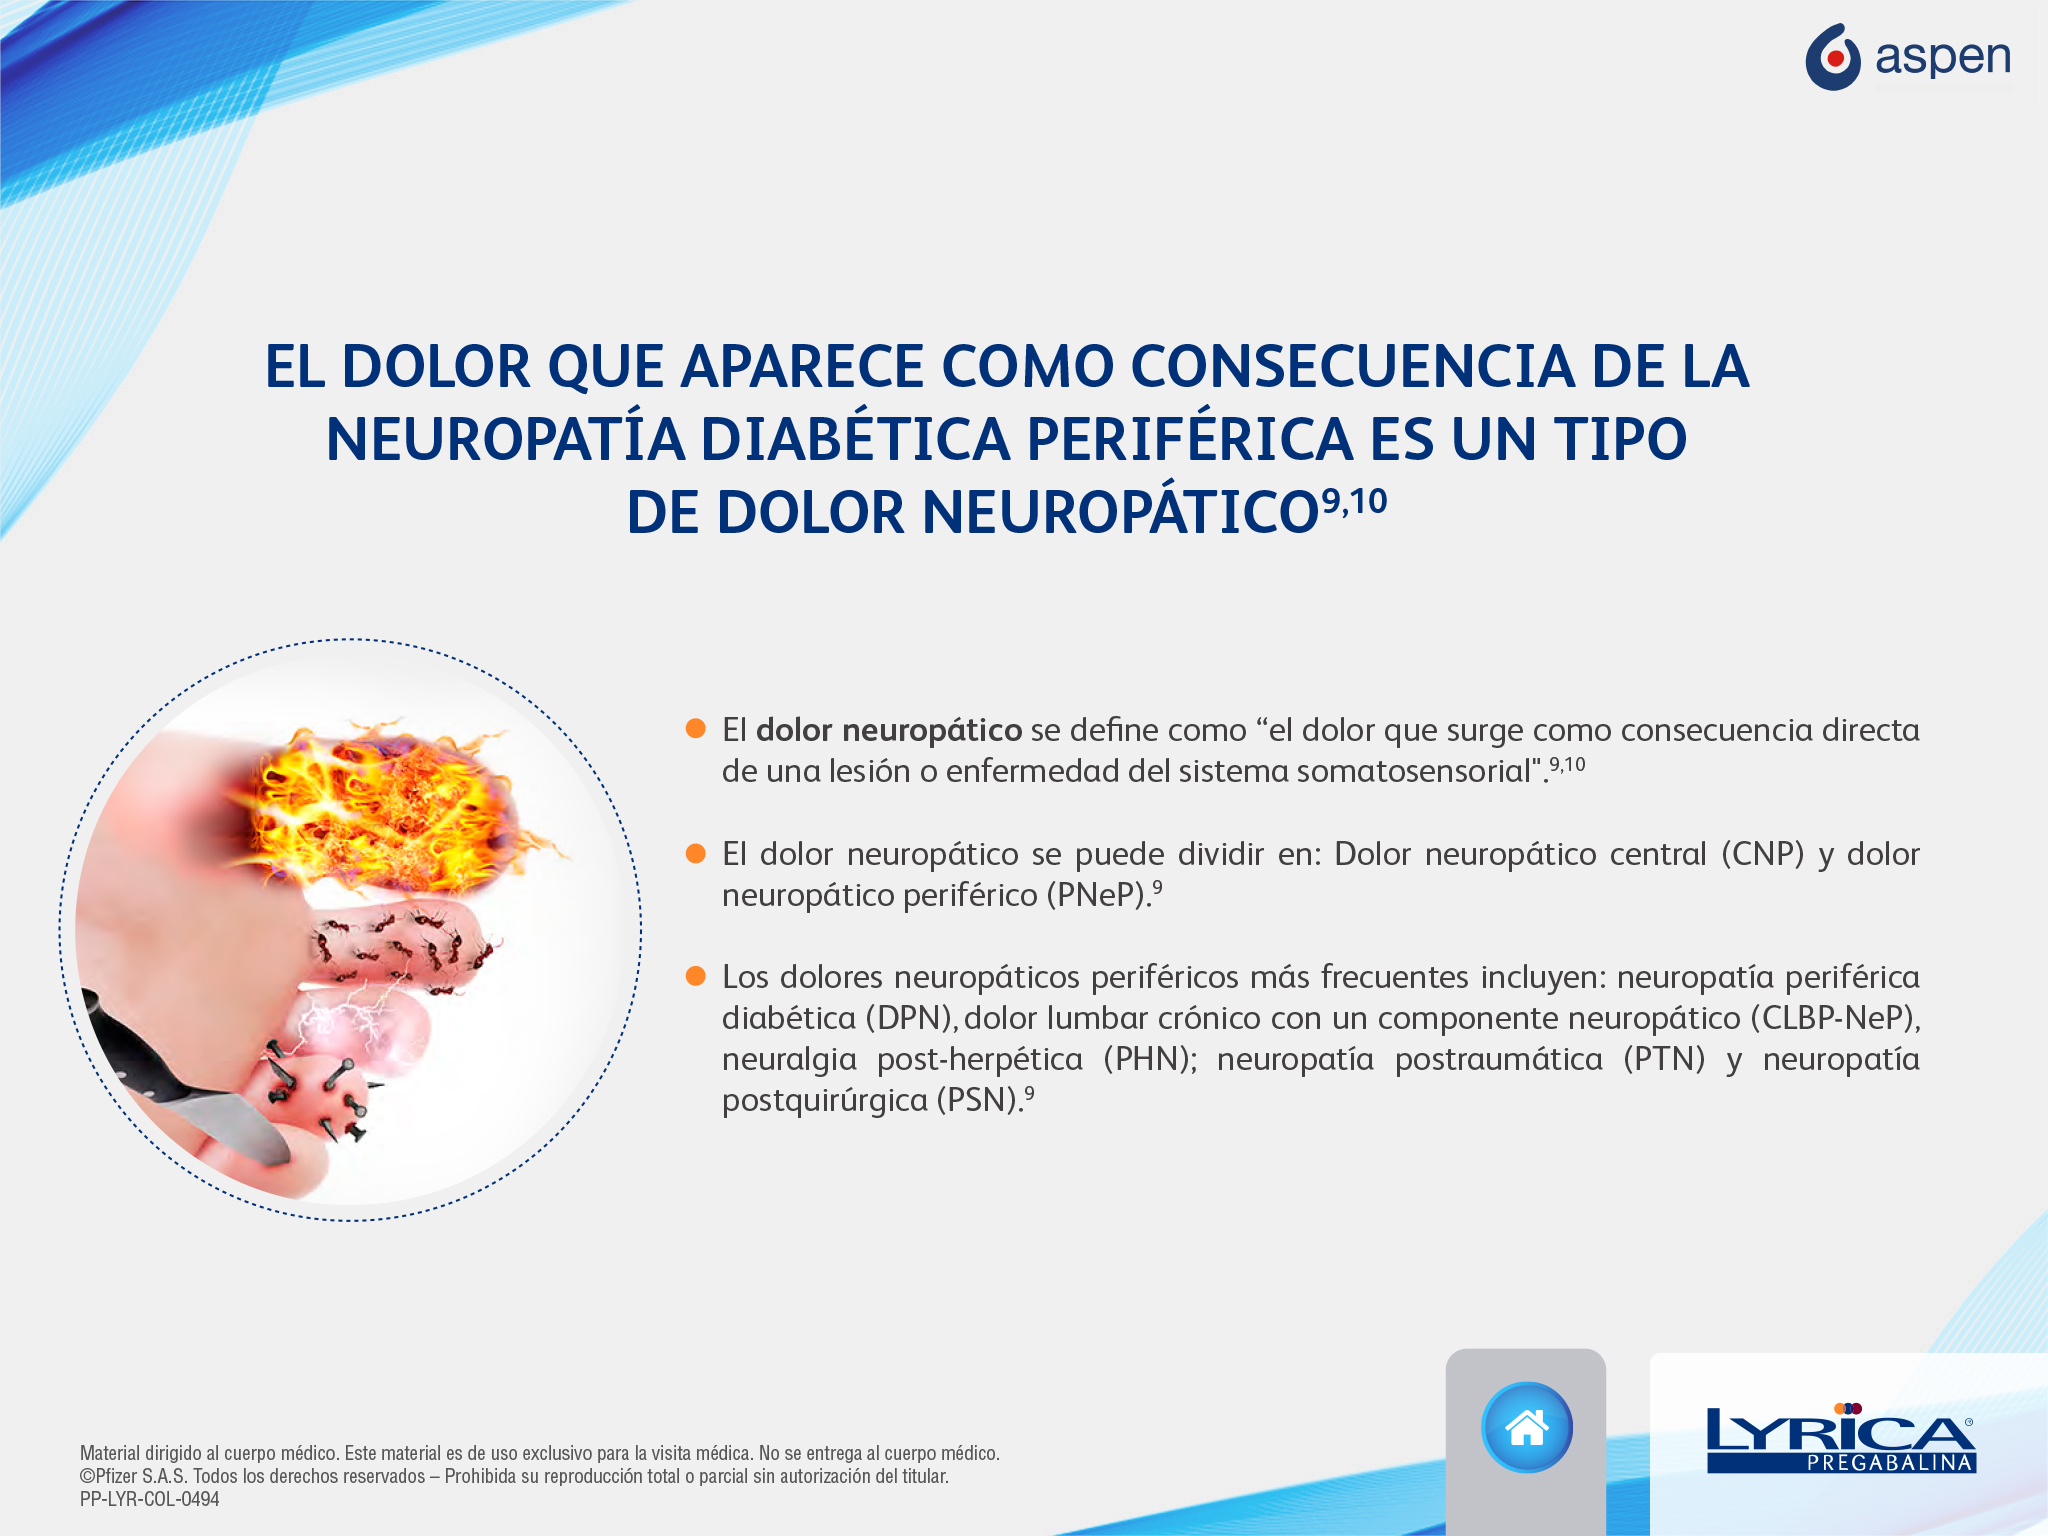 aspen
EL DOLOR QUE APARECE COMO CONSECUENCIA DE LA
NEUROPATÍA DIABÉTICA PERIFÉRICA ES UN TIPO
DE DOLOR NEUROPÁTICO9,10
El dolor neuropático se define como “el dolor que surge como consecuencia directa
de una lesión o enfermedad del sistema somatosensorial".9,10
El dolor neuropático se puede dividir en: Dolor neuropático central (CNP) y dolor
neuropático periférico (PNeP).9
Los dolores neuropáticos periféricos más frecuentes incluyen: neuropatía periférica
diabética (DPN), dolor lumbar crónico con un componente neuropático (CLBP-NeP),
neuralgia post-herpética (PHN); neuropatía postraumática (PTN) y neuropatía
postquirúrgica (PSN).9
Material dirigido al cuerpo médico. Este material es de uso exclusivo para la visita médica. No se entrega al cuerpo médico.
©Pfizer S.A.S. Todos los derechos reservados – Prohibida su reproducción total o parcial sin autorización del titular.
PP-LYR-COL-0494
LYRICA®
PREGABALINA